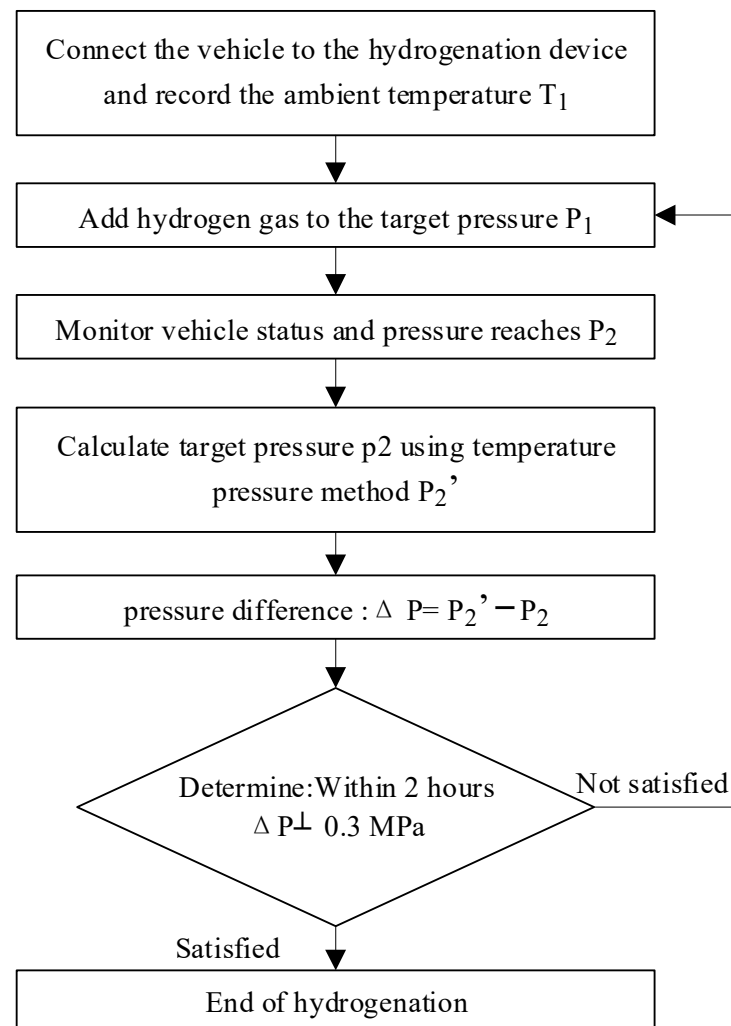 Connect the vehicle to the hydrogenation device
and record the ambient temperature T₁
Add hydrogen gas to the target pressure P₁
Monitor vehicle status and pressure reaches P₂
Calculate target pressure p2 using temperature
pressure method P₂’
pressure difference : Δ P= P₂’ − P₂
Determine:Within 2 hours
Δ P⊥ 0.3 MPa
Not satisfied
Satisfied
End of hydrogenation